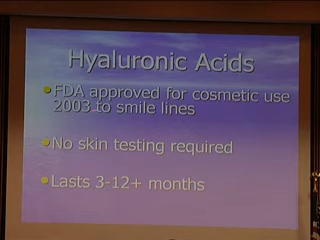 Hyaluronic Acids
FDA approved for cosmetic use
2003 to smile lines
No skin testing required
Lasts 3-12+ months